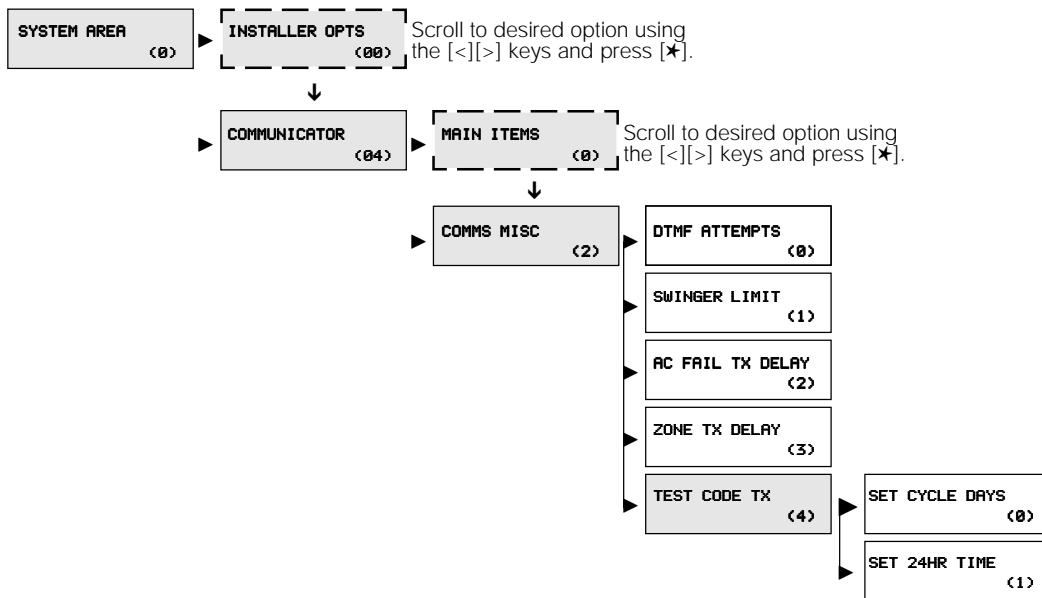 SYSTEM AREA
(0)
INSTALLER OPTS
(00)
Scroll to desired option using
the [<][>] keys and press [★].
COMMUNICATOR
(04)
MAIN ITEMS
(0)
Scroll to desired option using
the [<][>] keys and press [★].
COMMS MISC
(2)
DTMF ATTEMPTS
(0)
SWINGER LIMIT
(1)
AC FAIL TX DELAY
(2)
ZONE TX DELAY
(3)
TEST CODE TX
(4)
SET CYCLE DAYS
(0)
SET 24HR TIME
(1)